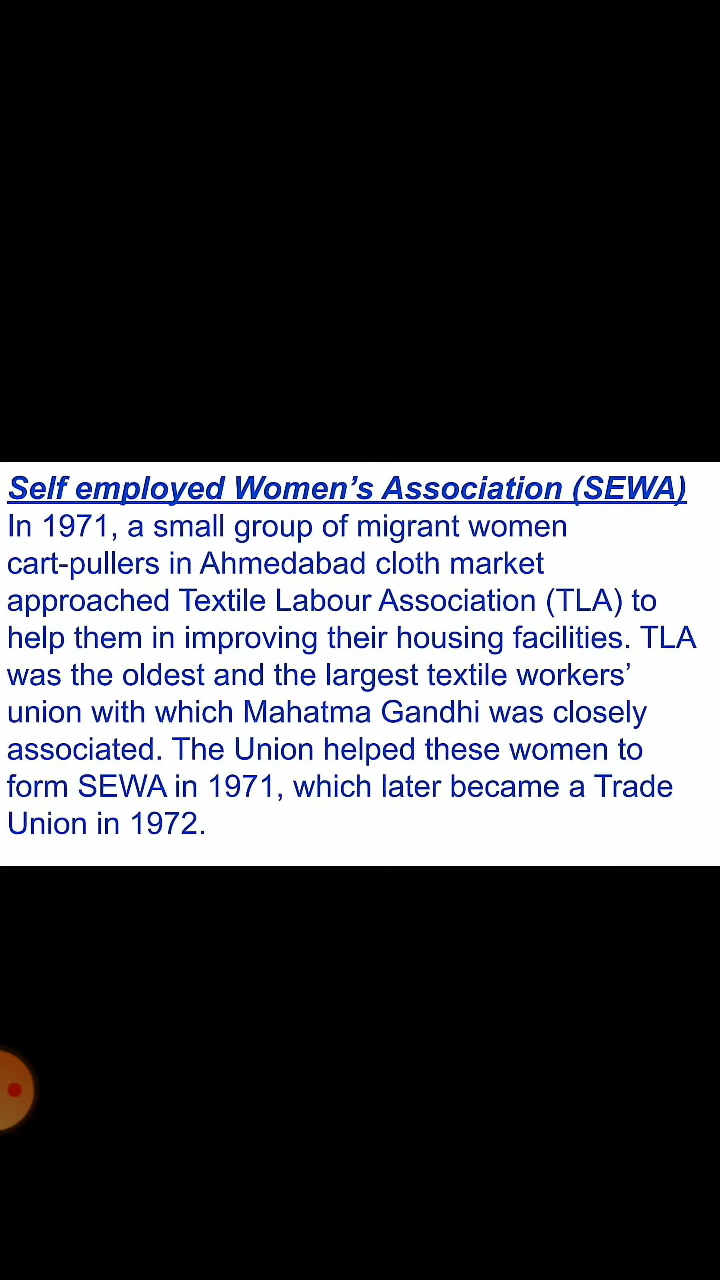 Self employed Women's Association (SEWA)
In 1971, a small group of migrant women
cart-pullers in Ahmedabad cloth market
approached Textile Labour Association (TLA) to
help them in improving their housing facilities. TLA
was the oldest and the largest textile workers'
union with which Mahatma Gandhi was closely
associated. The Union helped these women to
form SEWA in 1971, which later became a Trade
Union in 1972.